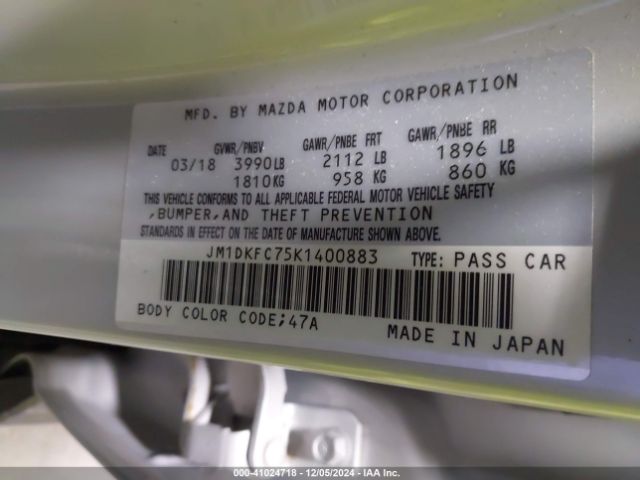 MFD. BY MAZDA MOTOR CORPORATION
DATE GVWR/PNBV GAWR/PNBE FRT GAWR/PNBE RR
03/18 3990LB 2112 LB 1896 LB
1810KG 958 KG 860 KG
THIS VEHICLE CONFORMS TO ALL APPLICABLE FEDERAL MOTOR VEHICLE SAFETY
,BUMPER,AND THEFT PREVENTION
STANDARDS IN EFFECT ON THE DATE OF MANUFACTURE SHOWN ABOVE.
JM1DKFC75K1400883 TYPE: PASS CAR
BODY COLOR CODE;47A MADE IN JAPAN
000-41024718 - 12/05/2024 - IAA Inc.